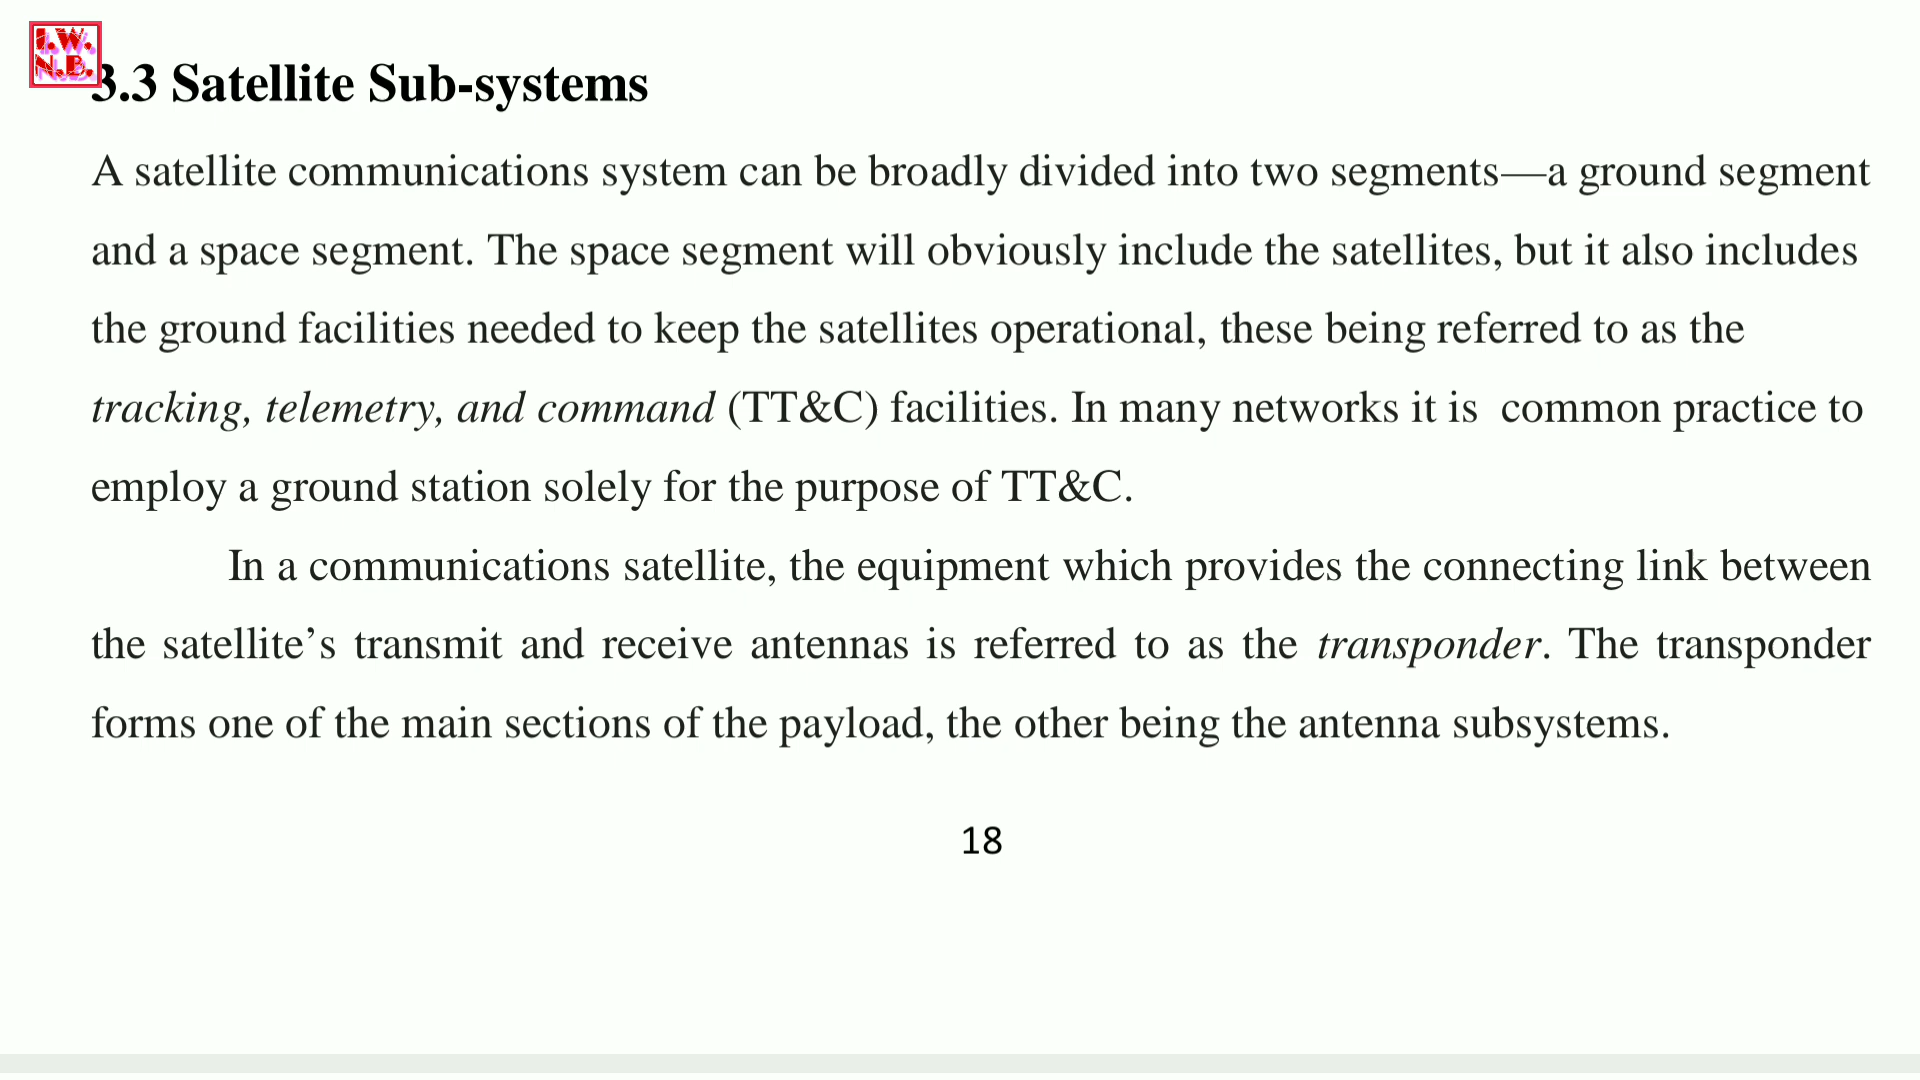 I.W.
N.B.
3.3 Satellite Sub-systems
A satellite communications system can be broadly divided into two segments—a ground segment
and a space segment. The space segment will obviously include the satellites, but it also includes
the ground facilities needed to keep the satellites operational, these being referred to as the
tracking, telemetry, and command (TT&C) facilities. In many networks it is  common practice to
employ a ground station solely for the purpose of TT&C.
In a communications satellite, the equipment which provides the connecting link between
the satellite’s transmit and receive antennas is referred to as the transponder. The transponder
forms one of the main sections of the payload, the other being the antenna subsystems.
18